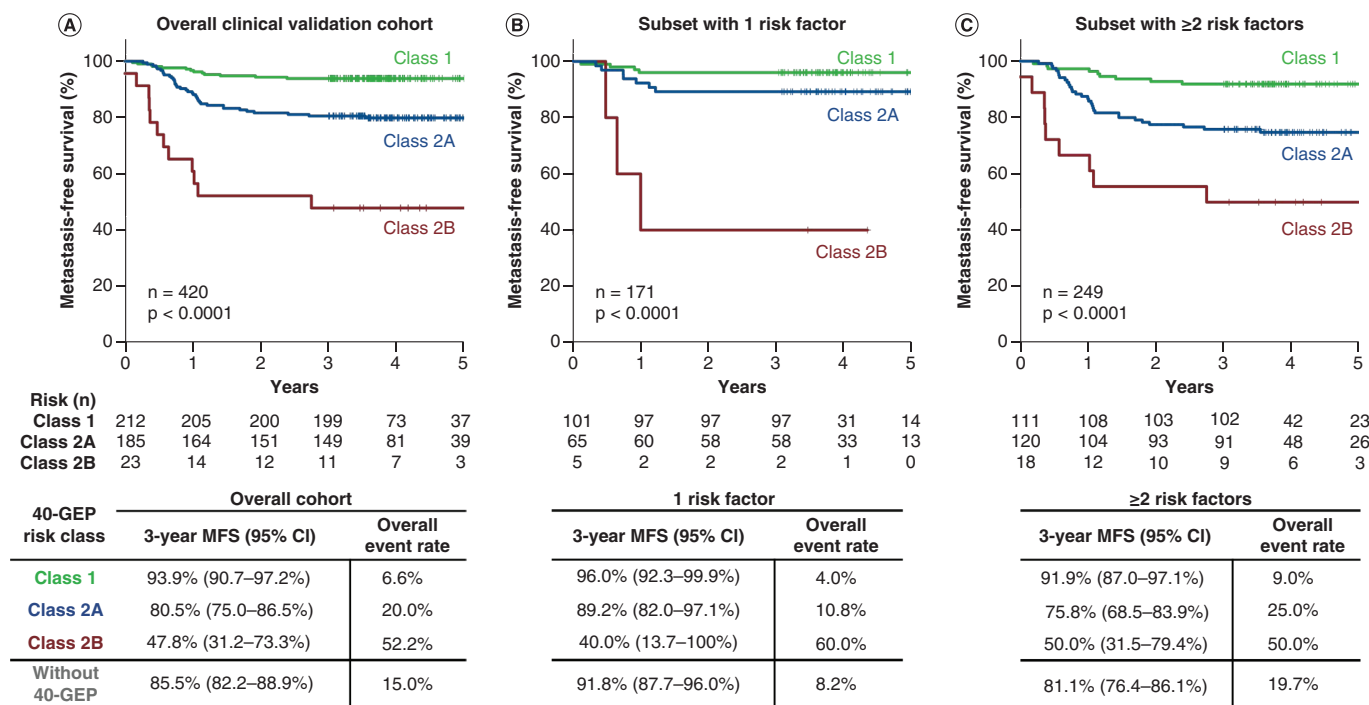 A Overall clinical validation cohort
Metastasis-free survival (%)
100
80
60
40
20
0
Class 1
Class 2A
Class 2B
n = 420
p < 0.0001
0 1 2 3 4 5
Years
B Subset with 1 risk factor
Metastasis-free survival (%)
100
80
60
40
20
0
Class 1
Class 2A
Class 2B
n = 171
p < 0.0001
0 1 2 3 4 5
Years
C Subset with ≥2 risk factors
Metastasis-free survival (%)
100
80
60
40
20
0
Class 1
Class 2A
Class 2B
n = 249
p < 0.0001
0 1 2 3 4 5
Years
Risk (n)
Class 1 212 205 200 199 73 37 101 97 97 97 31 14 111 108 103 102 42 23
Class 2A 185 164 151 149 81 39 65 60 58 58 33 13 120 104 93 91 48 26
Class 2B 23 14 12 11 7 3 5 2 2 2 1 0 18 12 10 9 6 3
40-GEP
risk class
Overall cohort 1 risk factor ≥2 risk factors
3-year MFS (95% CI) Overall event rate 3-year MFS (95% CI) Overall event rate 3-year MFS (95% CI) Overall event rate
Class 1 93.9% (90.7–97.2%) 6.6% 96.0% (92.3–99.9%) 4.0% 91.9% (87.0–97.1%) 9.0%
Class 2A 80.5% (75.0–86.5%) 20.0% 89.2% (82.0–97.1%) 10.8% 75.8% (68.5–83.9%) 25.0%
Class 2B 47.8% (31.2–73.3%) 52.2% 40.0% (13.7–100%) 60.0% 50.0% (31.5–79.4%) 50.0%
Without
40-GEP
85.5% (82.2–88.9%) 15.0% 91.8% (87.7–96.0%) 8.2% 81.1% (76.4–86.1%) 19.7%